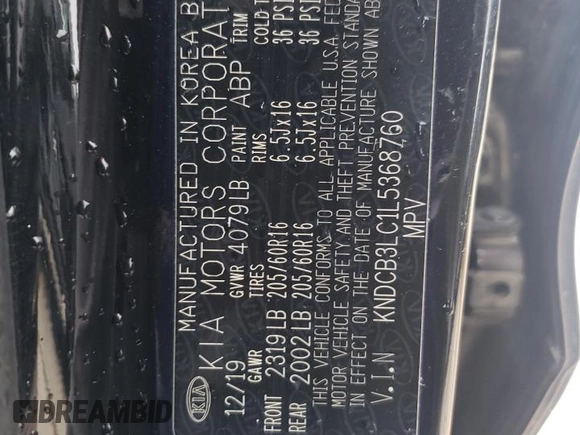 MANUFACTURED IN KOREA B
KIA KIA MOTORS CORPORAT
12/19 GVWR 4079LB PAINT ABP TRIM
GAWR TIRES RIMS COLD T
FRONT 2319LB 205/60R16 6.5Jx16 36 PSI
REAR 2002LB 205/60R16 6.5Jx16 36 PSI
THIS VEHICLE CONFORMS TO ALL APPLICABLE U.S.A FEDE
MOTOR VEHICLE SAFETY AND THEFT PREVENTION STANDA
IN EFFECT ON THE DATE OF MANUFACTURE SHOWN AB
V.I.N KNDCB3LC1L5368760
MPV
DREAMBID